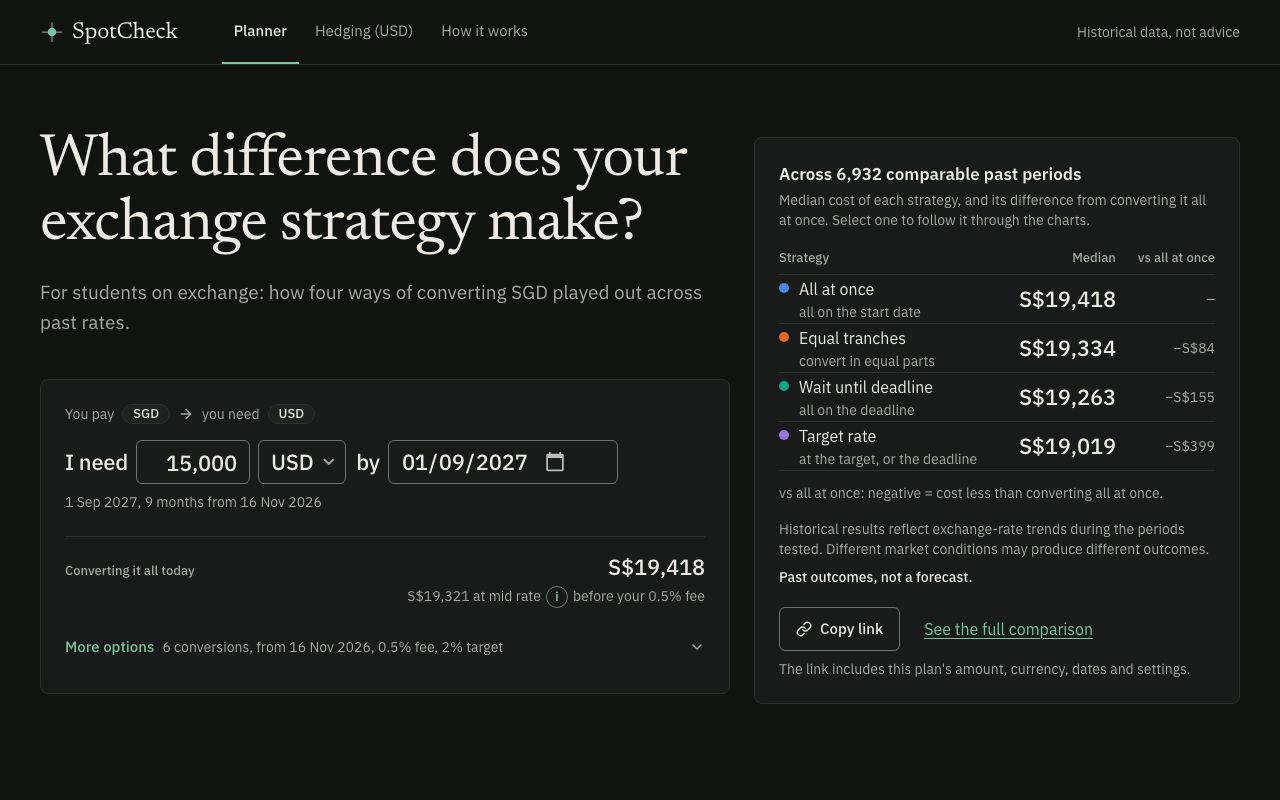 SpotCheck
Planner
Hedging (USD)
How it works
Historical data, not advice
What difference does your
exchange strategy make?
For students on exchange: how four ways of converting SGD played out across
past rates.
You pay SGD → you need USD
I need 15,000 USD by 01/09/2027
1 Sep 2027, 9 months from 16 Nov 2026
Converting it all today S$19,418
S$19,321 at mid rate i before your 0.5% fee
More options 6 conversions, from 16 Nov 2026, 0.5% fee, 2% target
Across 6,932 comparable past periods
Median cost of each strategy, and its difference from converting it all
at once. Select one to follow it through the charts.
Strategy Median vs all at once
All at once S$19,418 –
all on the start date
Equal tranches S$19,334 −S$84
convert in equal parts
Wait until deadline S$19,263 −S$155
all on the deadline
Target rate S$19,019 −S$399
at the target, or the deadline
vs all at once: negative = cost less than converting all at once.
Historical results reflect exchange-rate trends during the periods
tested. Different market conditions may produce different outcomes.
Past outcomes, not a forecast.
Copy link See the full comparison
The link includes this plan's amount, currency, dates and settings.